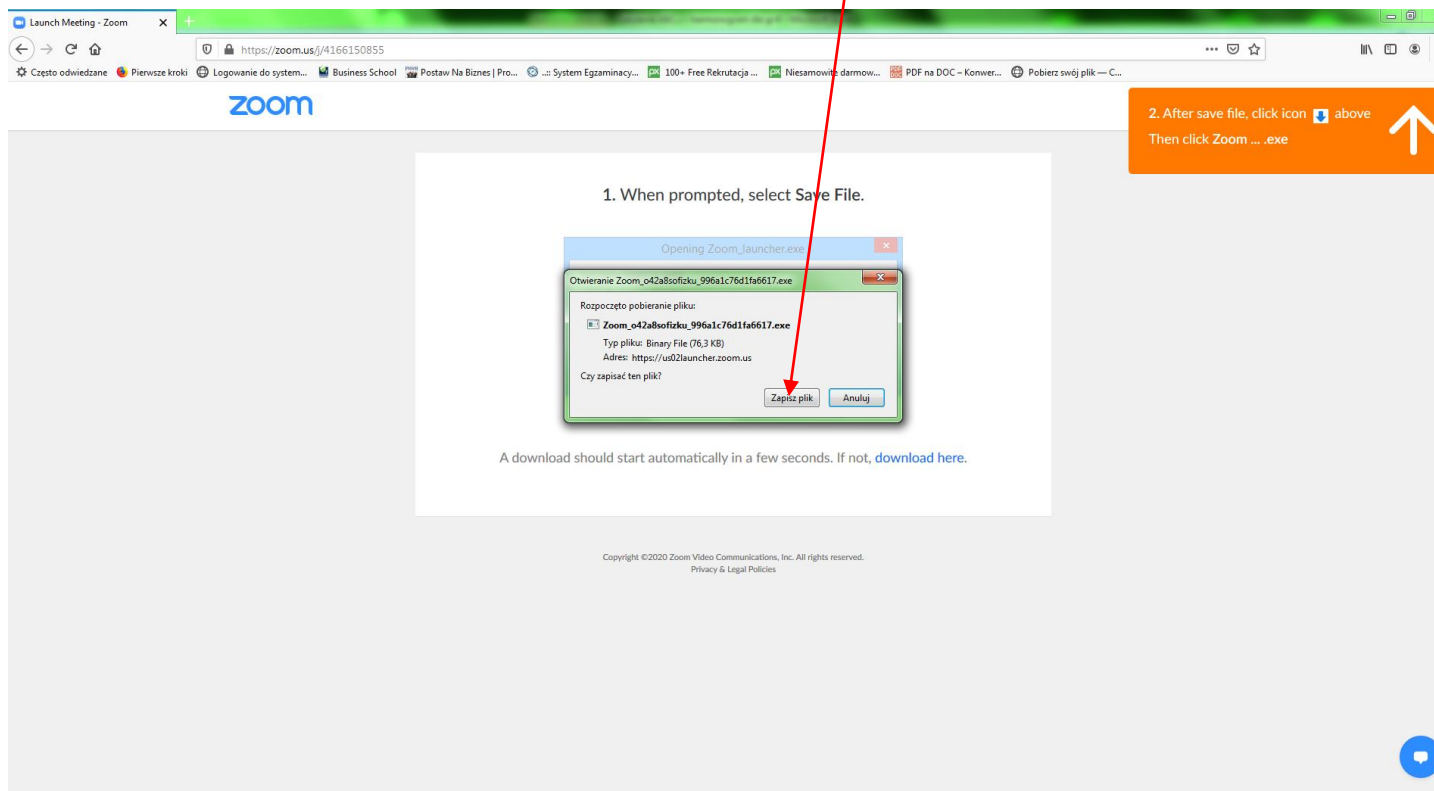 Launch Meeting - Zoom
https://zoom.us/j/4166150855
Często odwiedzane Pierwsze kroki Logowanie do system... Business School Postaw Na Biznes | Pro... ..:: System Egzaminacy... 100+ Free Rekrutacja ... Niesamowite darmow... PDF na DOC – Konwer... Pobierz swój plik — C...
zoom
2. After save file, click icon above
Then click Zoom ... .exe
1. When prompted, select Save File.
Opening Zoom_launcher.exe
Otwieranie Zoom_o42a8sofizku_996a1c76d1fa6617.exe
Rozpoczęto pobieranie pliku:
Zoom_o42a8sofizku_996a1c76d1fa6617.exe
Typ pliku: Binary File (76,3 KB)
Adres: https://us02launcher.zoom.us
Czy zapisać ten plik?
Zapisz plik Anuluj
A download should start automatically in a few seconds. If not, download here.
Copyright ©2020 Zoom Video Communications, Inc. All rights reserved.
Privacy & Legal Policies